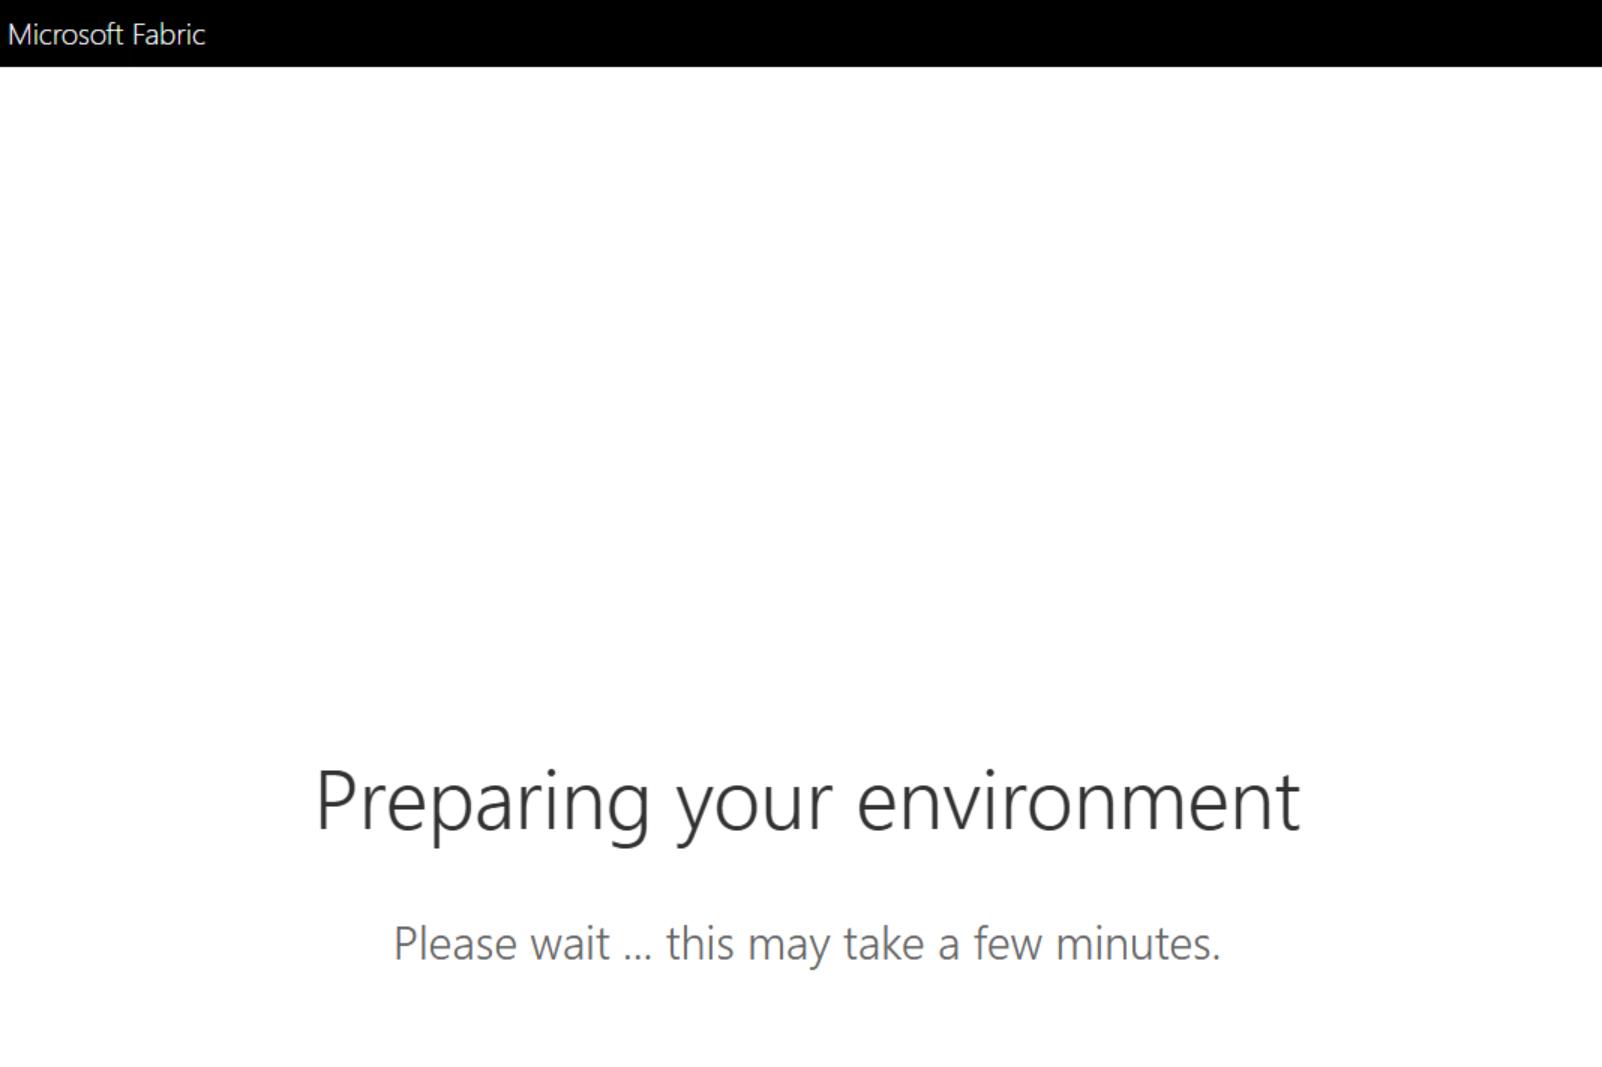 Microsoft Fabric
Preparing your environment
Please wait ... this may take a few minutes.